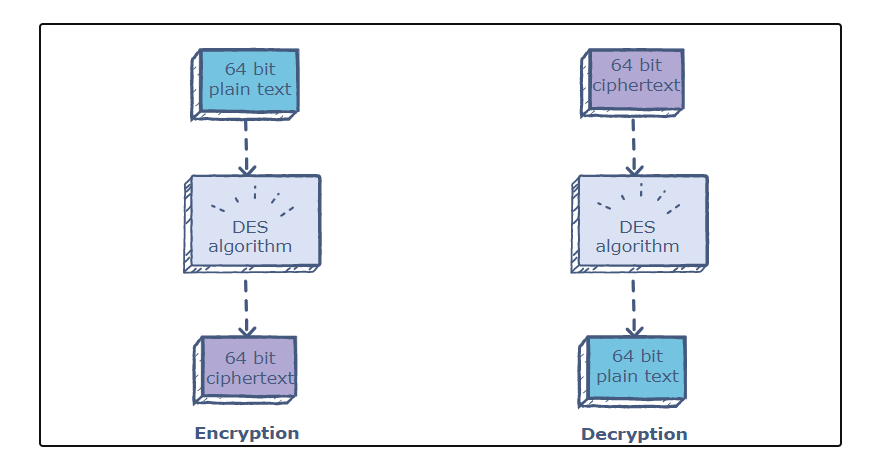 64 bit
plain text
DES
algorithm
64 bit
ciphertext
Encryption
64 bit
ciphertext
DES
algorithm
64 bit
plain text
Decryption